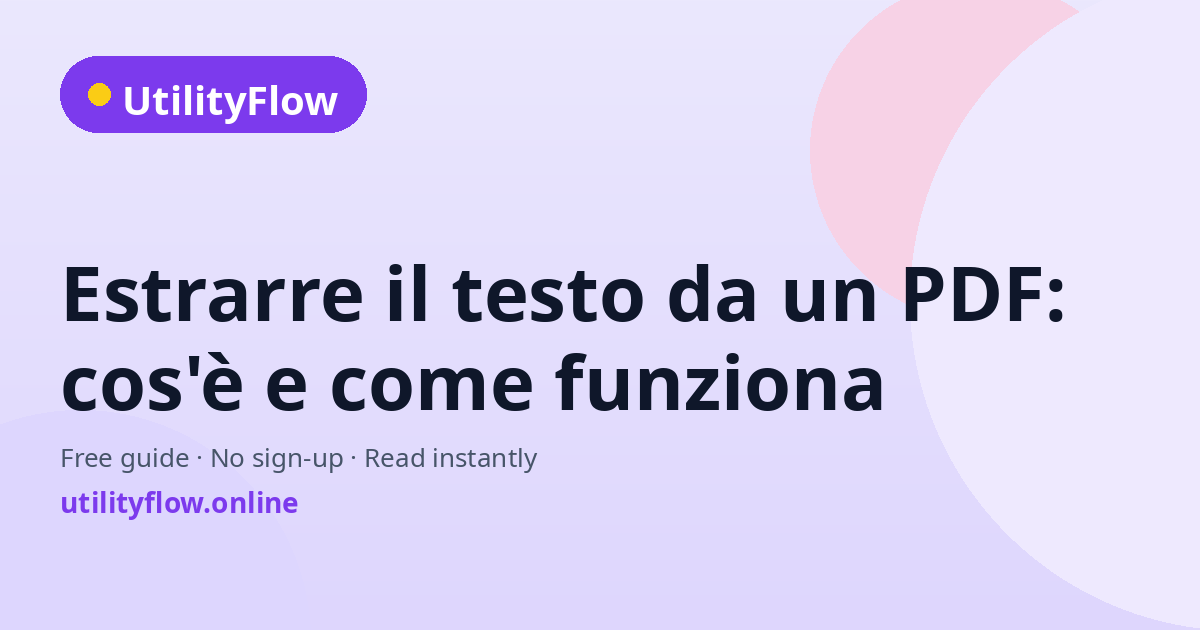 UtilityFlow
Estrarre il testo da un PDF:
cos'è e come funziona
Free guide · No sign-up · Read instantly
utilityflow.online